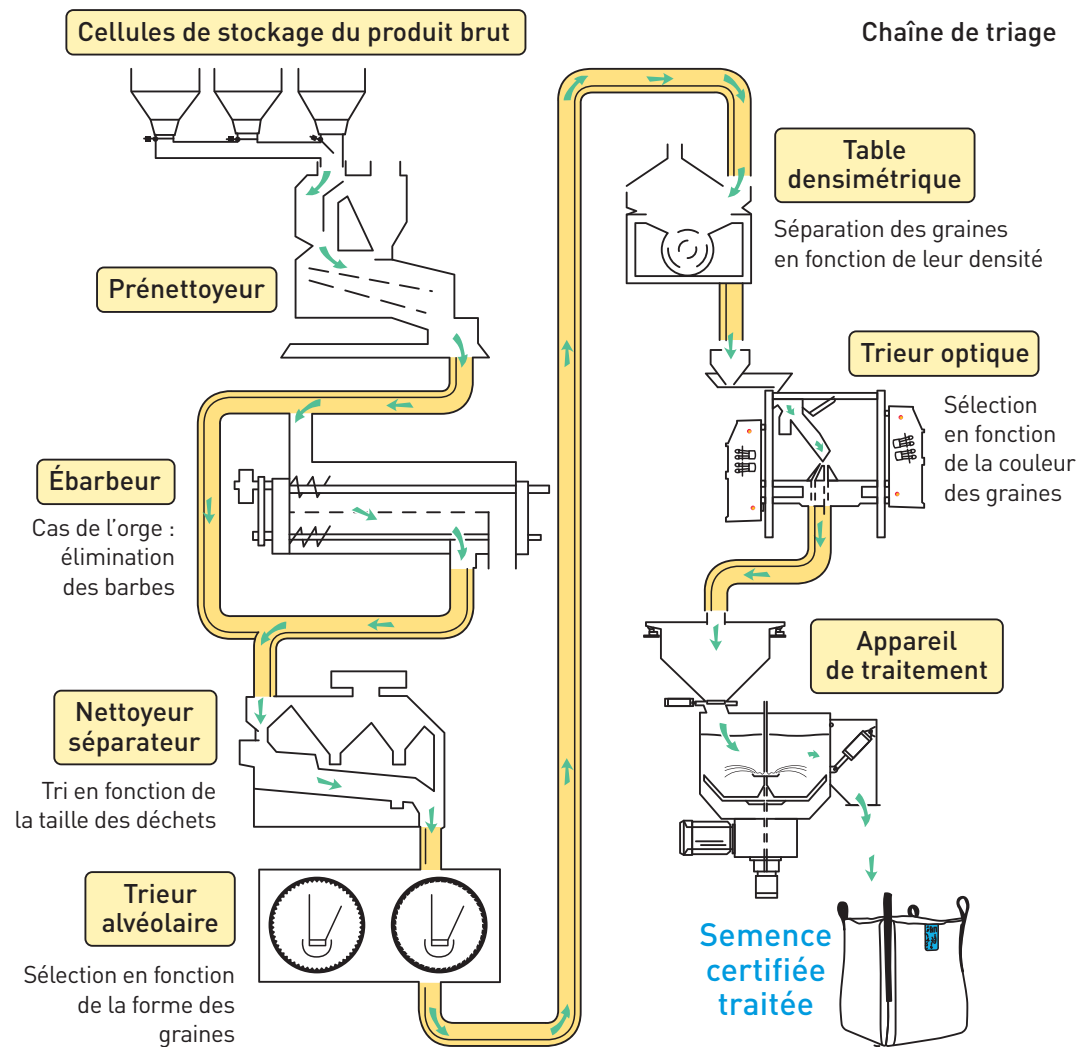 Cellules de stockage du produit brut
Chaîne de triage
Prénettoyeur
Ébarbeur
Cas de l'orge :
élimination
des barbes
Nettoyeur
séparateur
Tri en fonction de
la taille des déchets
Trieur
alvéolaire
Sélection en fonction
de la forme des
graines
Table
densimétrique
Séparation des graines
en fonction de leur densité
Trieur optique
Sélection
en fonction
de la couleur
des graines
Appareil
de traitement
Semence
certifiée
traitée